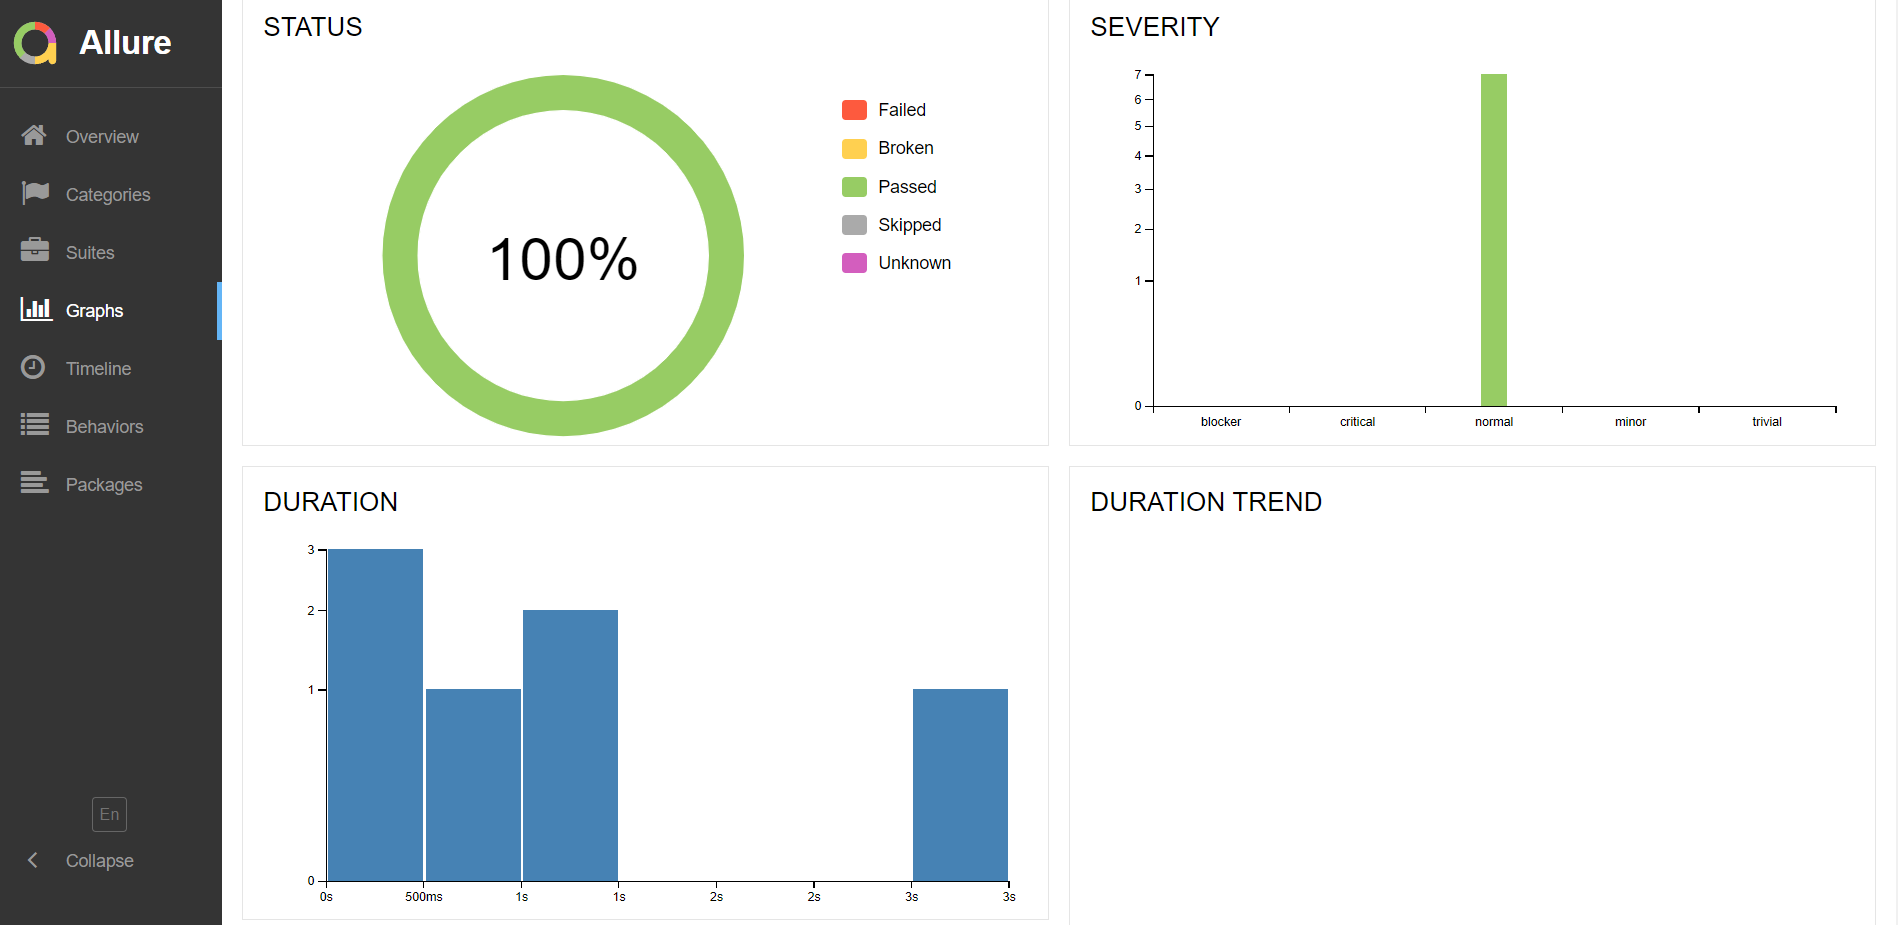 Allure
Overview
Categories
Suites
Graphs
Timeline
Behaviors
Packages
En
Collapse
STATUS
100%
Failed
Broken
Passed
Skipped
Unknown
SEVERITY
7
6
5
4
3
2
1
0
blocker critical normal minor trivial
DURATION
3
2
1
0
0s 500ms 1s 1s 2s 2s 3s 3s
DURATION TREND